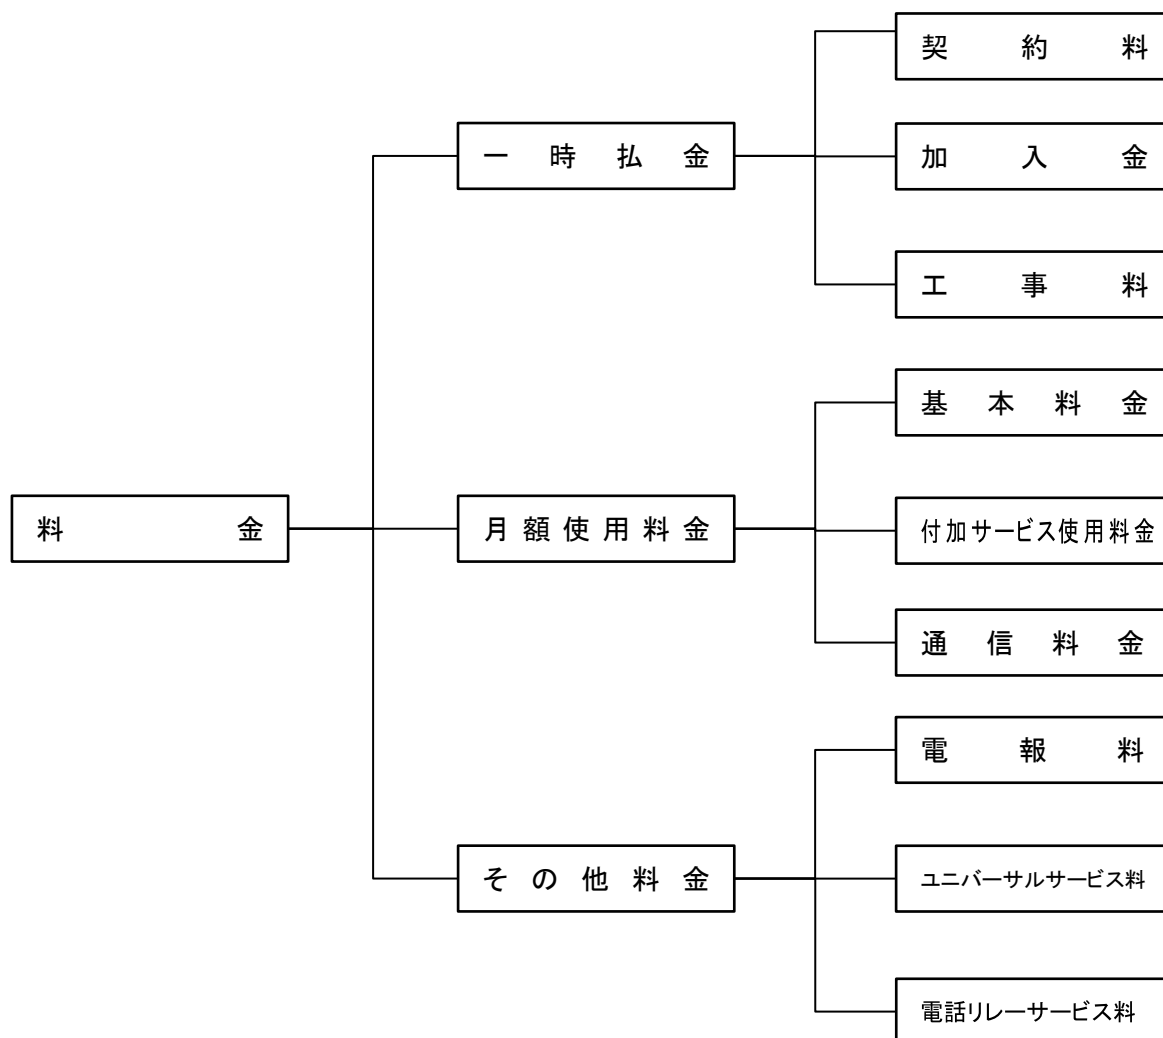 料金
一時払金
契約料
加入金
工事料
月額使用料金
基本料金
付加サービス使用料金
通信料金
その他料金
電報料
ユニバーサルサービス料
電話リレーサービス料